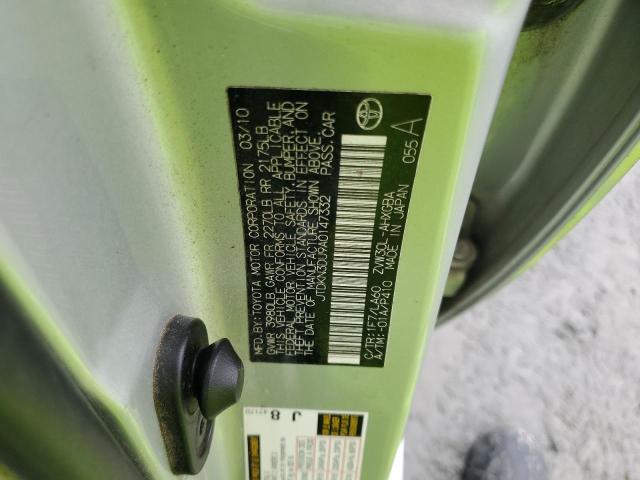 MFD.BY:TOYOTA MOTOR CORPORATION 03/10
GVWR 3980LB GAWR FR 2270LB RR 2175LB
THIS VEHICLE CONFORMS TO ALL APPLICABLE
FEDERAL MOTOR VEHICLE SAFETY, BUMPER, AND
THEFT PREVENTION STANDARDS IN EFFECT ON
THE DATE OF MANUFACTURE SHOWN ABOVE.
JTDKN3DU9A0147332 PASS.CAR
C/TR:1F7/LA60 ZVW30L-AHXGBA
A/TM:-01A/P410 MADE IN JAPAN 055 A
J 8